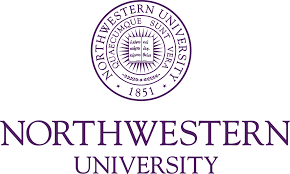 NORTHWESTERN UNIVERSITY
QUAECUMQUE SUNT VERA
· 1851 ·
NORTHWESTERN
UNIVERSITY